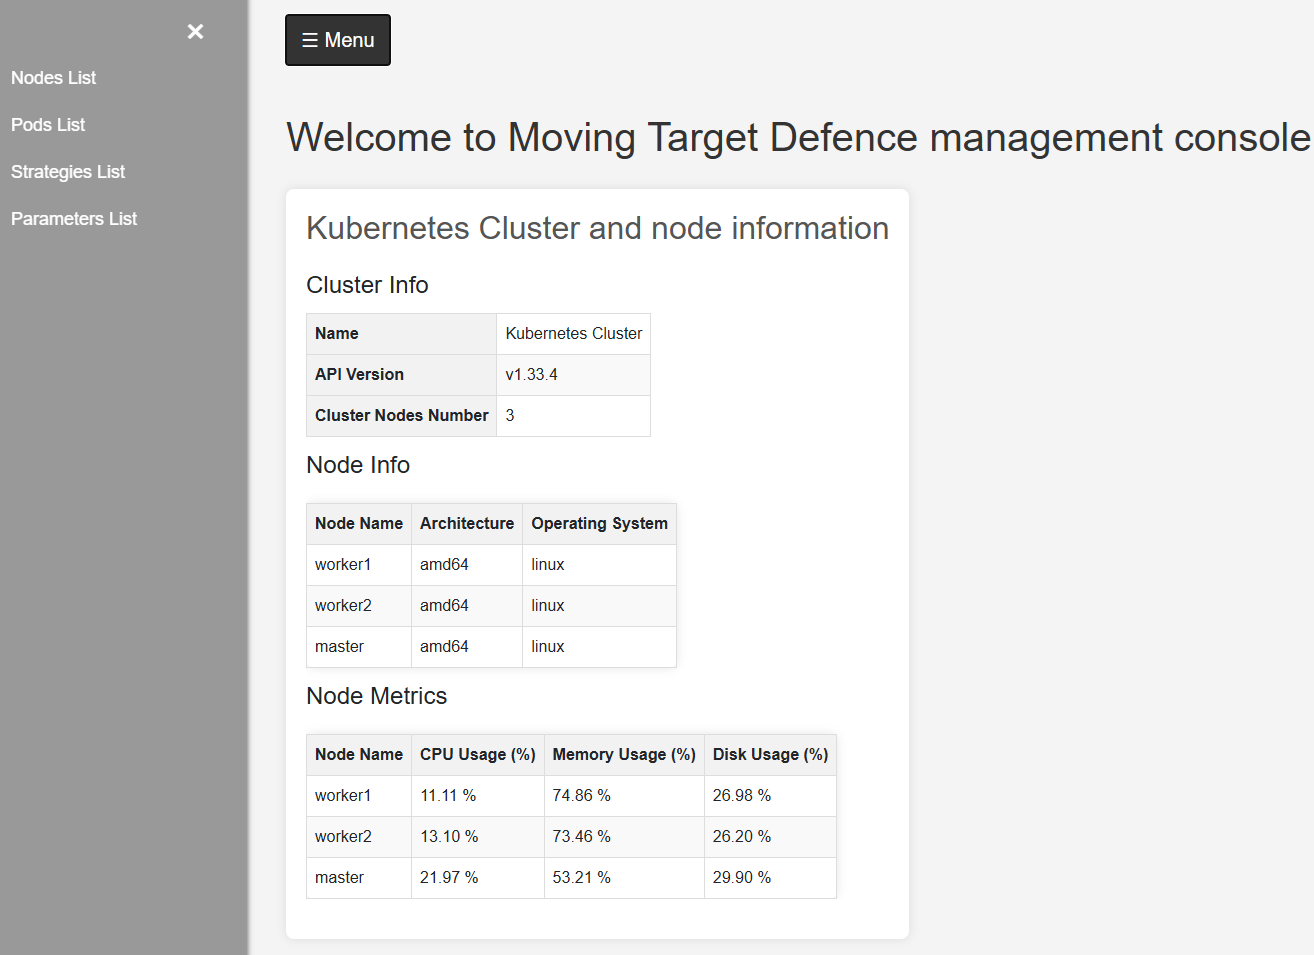 ×
Nodes List
Pods List
Strategies List
Parameters List
☰ Menu
Welcome to Moving Target Defence management console
Kubernetes Cluster and node information
Cluster Info
Name Kubernetes Cluster
API Version v1.33.4
Cluster Nodes Number 3
Node Info
Node Name Architecture Operating System
worker1 amd64 linux
worker2 amd64 linux
master amd64 linux
Node Metrics
Node Name CPU Usage (%) Memory Usage (%) Disk Usage (%)
worker1 11.11 % 74.86 % 26.98 %
worker2 13.10 % 73.46 % 26.20 %
master 21.97 % 53.21 % 29.90 %